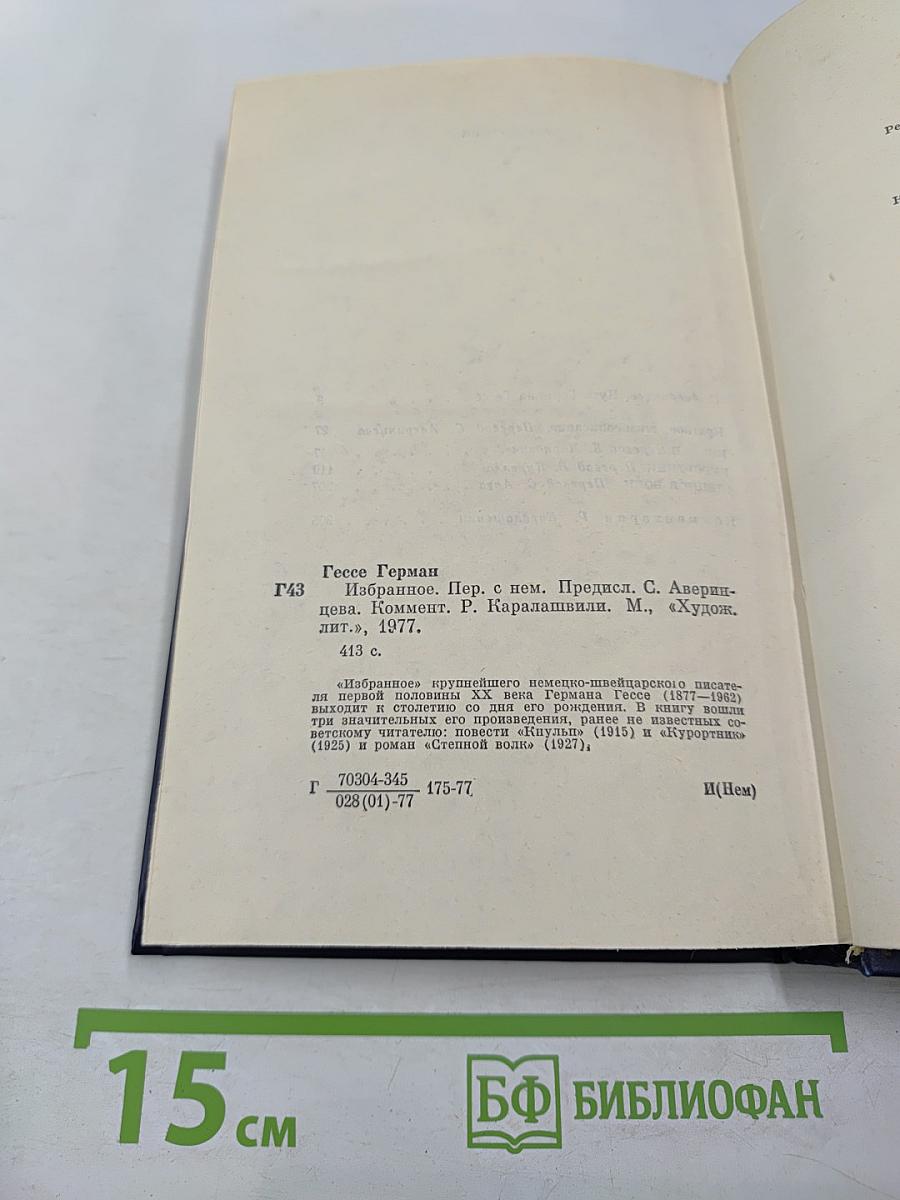 Гессе Герман
Г43 Избранное. Пер. с нем. Предисл. С. Аверин-
цева. Коммент. Р. Каралашвили. М., «Худож.
лит.», 1977.
413 с.
«Избранное» крупнейшего немецко-швейцарского писате-
ля первой половины XX века Германа Гессе (1877—1962)
выходит к столетию со дня его рождения. В книгу вошли
три значительных его произведения, ранее не известных со-
ветскому читателю: повести «Кнульп» (1915) и «Курортник»
(1925) и роман «Степной волк» (1927).
Г 70304-345 175-77
028(01)-77
И(Нем)
15 см
БФ БИБЛИОФАН